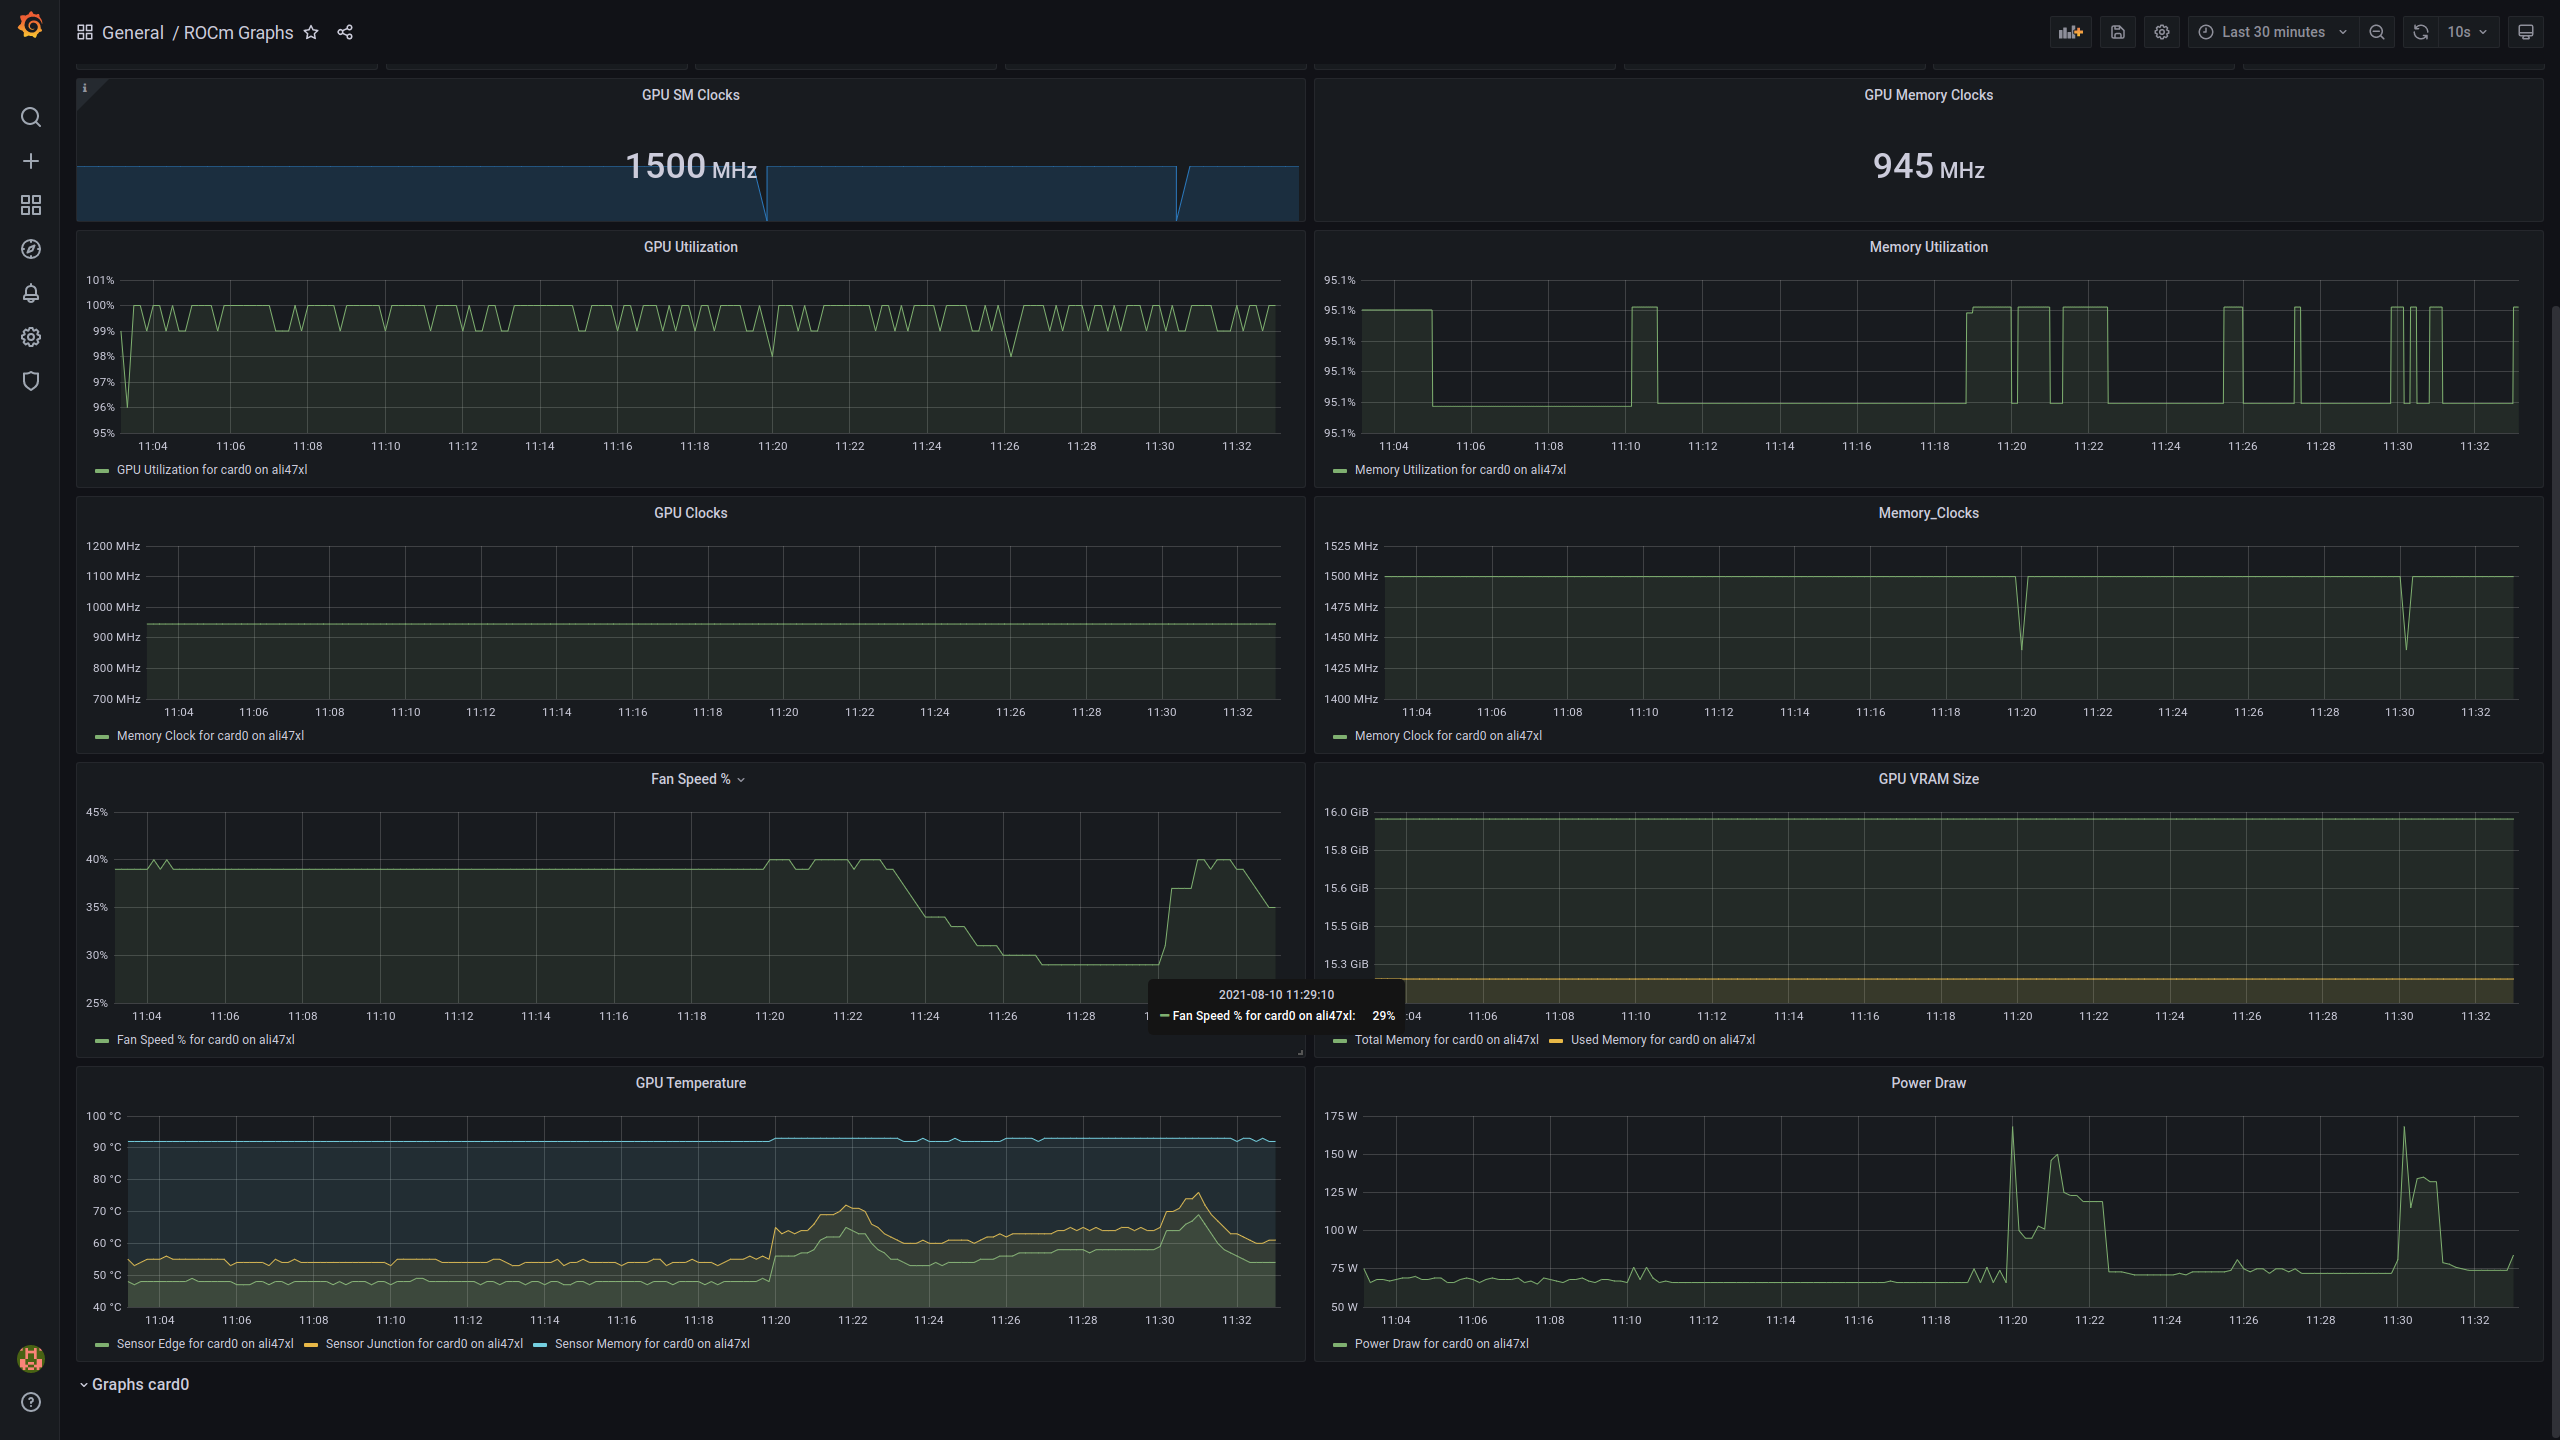 General / ROCm Graphs
Last 30 minutes
10s
i
GPU SM Clocks
1500 MHz
GPU Memory Clocks
945 MHz
GPU Utilization
101%
100%
99%
98%
97%
96%
95%
11:04 11:06 11:08 11:10 11:12 11:14 11:16 11:18 11:20 11:22 11:24 11:26 11:28 11:30 11:32
GPU Utilization for card0 on ali47xl
Memory Utilization
95.1%
95.1%
95.1%
95.1%
95.1%
95.1%
11:04 11:06 11:08 11:10 11:12 11:14 11:16 11:18 11:20 11:22 11:24 11:26 11:28 11:30 11:32
Memory Utilization for card0 on ali47xl
GPU Clocks
1200 MHz
1100 MHz
1000 MHz
900 MHz
800 MHz
700 MHz
11:04 11:06 11:08 11:10 11:12 11:14 11:16 11:18 11:20 11:22 11:24 11:26 11:28 11:30 11:32
Memory Clock for card0 on ali47xl
Memory_Clocks
1525 MHz
1500 MHz
1475 MHz
1450 MHz
1425 MHz
1400 MHz
11:04 11:06 11:08 11:10 11:12 11:14 11:16 11:18 11:20 11:22 11:24 11:26 11:28 11:30 11:32
Memory Clock for card0 on ali47xl
Fan Speed %
45%
40%
35%
30%
25%
11:04 11:06 11:08 11:10 11:12 11:14 11:16 11:18 11:20 11:22 11:24 11:26 11:28 1
Fan Speed % for card0 on ali47xl
2021-08-10 11:29:10
Fan Speed % for card0 on ali47xl: 29%
GPU VRAM Size
16.0 GiB
15.8 GiB
15.6 GiB
15.5 GiB
15.3 GiB
:04 11:06 11:08 11:10 11:12 11:14 11:16 11:18 11:20 11:22 11:24 11:26 11:28 11:30 11:32
Total Memory for card0 on ali47xl Used Memory for card0 on ali47xl
GPU Temperature
100 °C
90 °C
80 °C
70 °C
60 °C
50 °C
40 °C
11:04 11:06 11:08 11:10 11:12 11:14 11:16 11:18 11:20 11:22 11:24 11:26 11:28 11:30 11:32
Sensor Edge for card0 on ali47xl Sensor Junction for card0 on ali47xl Sensor Memory for card0 on ali47xl
Power Draw
175 W
150 W
125 W
100 W
75 W
50 W
11:04 11:06 11:08 11:10 11:12 11:14 11:16 11:18 11:20 11:22 11:24 11:26 11:28 11:30 11:32
Power Draw for card0 on ali47xl
Graphs card0